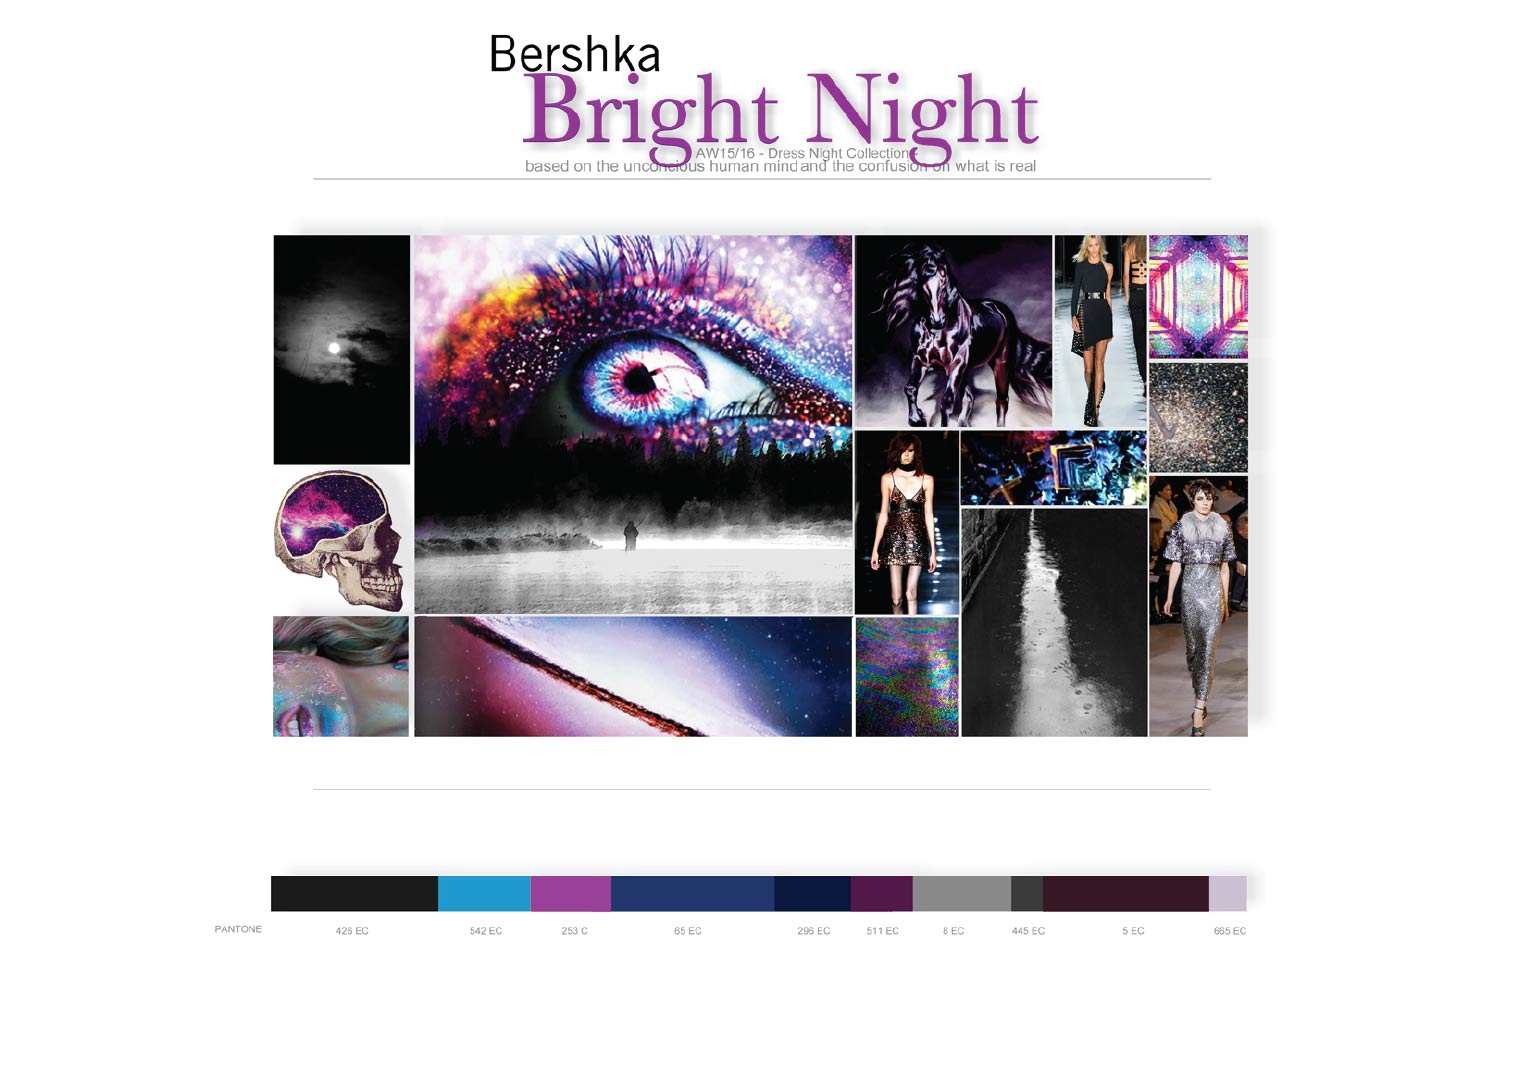 Bershka
Bright Night
AW15/16 - Dress Night Collection -
based on the unconcious human mind and the confusion on what is real
PANTONE 426 EC 542 EC 253 C 65 EC 296 EC 511 EC 8 EC 445 EC 5 EC 665 EC